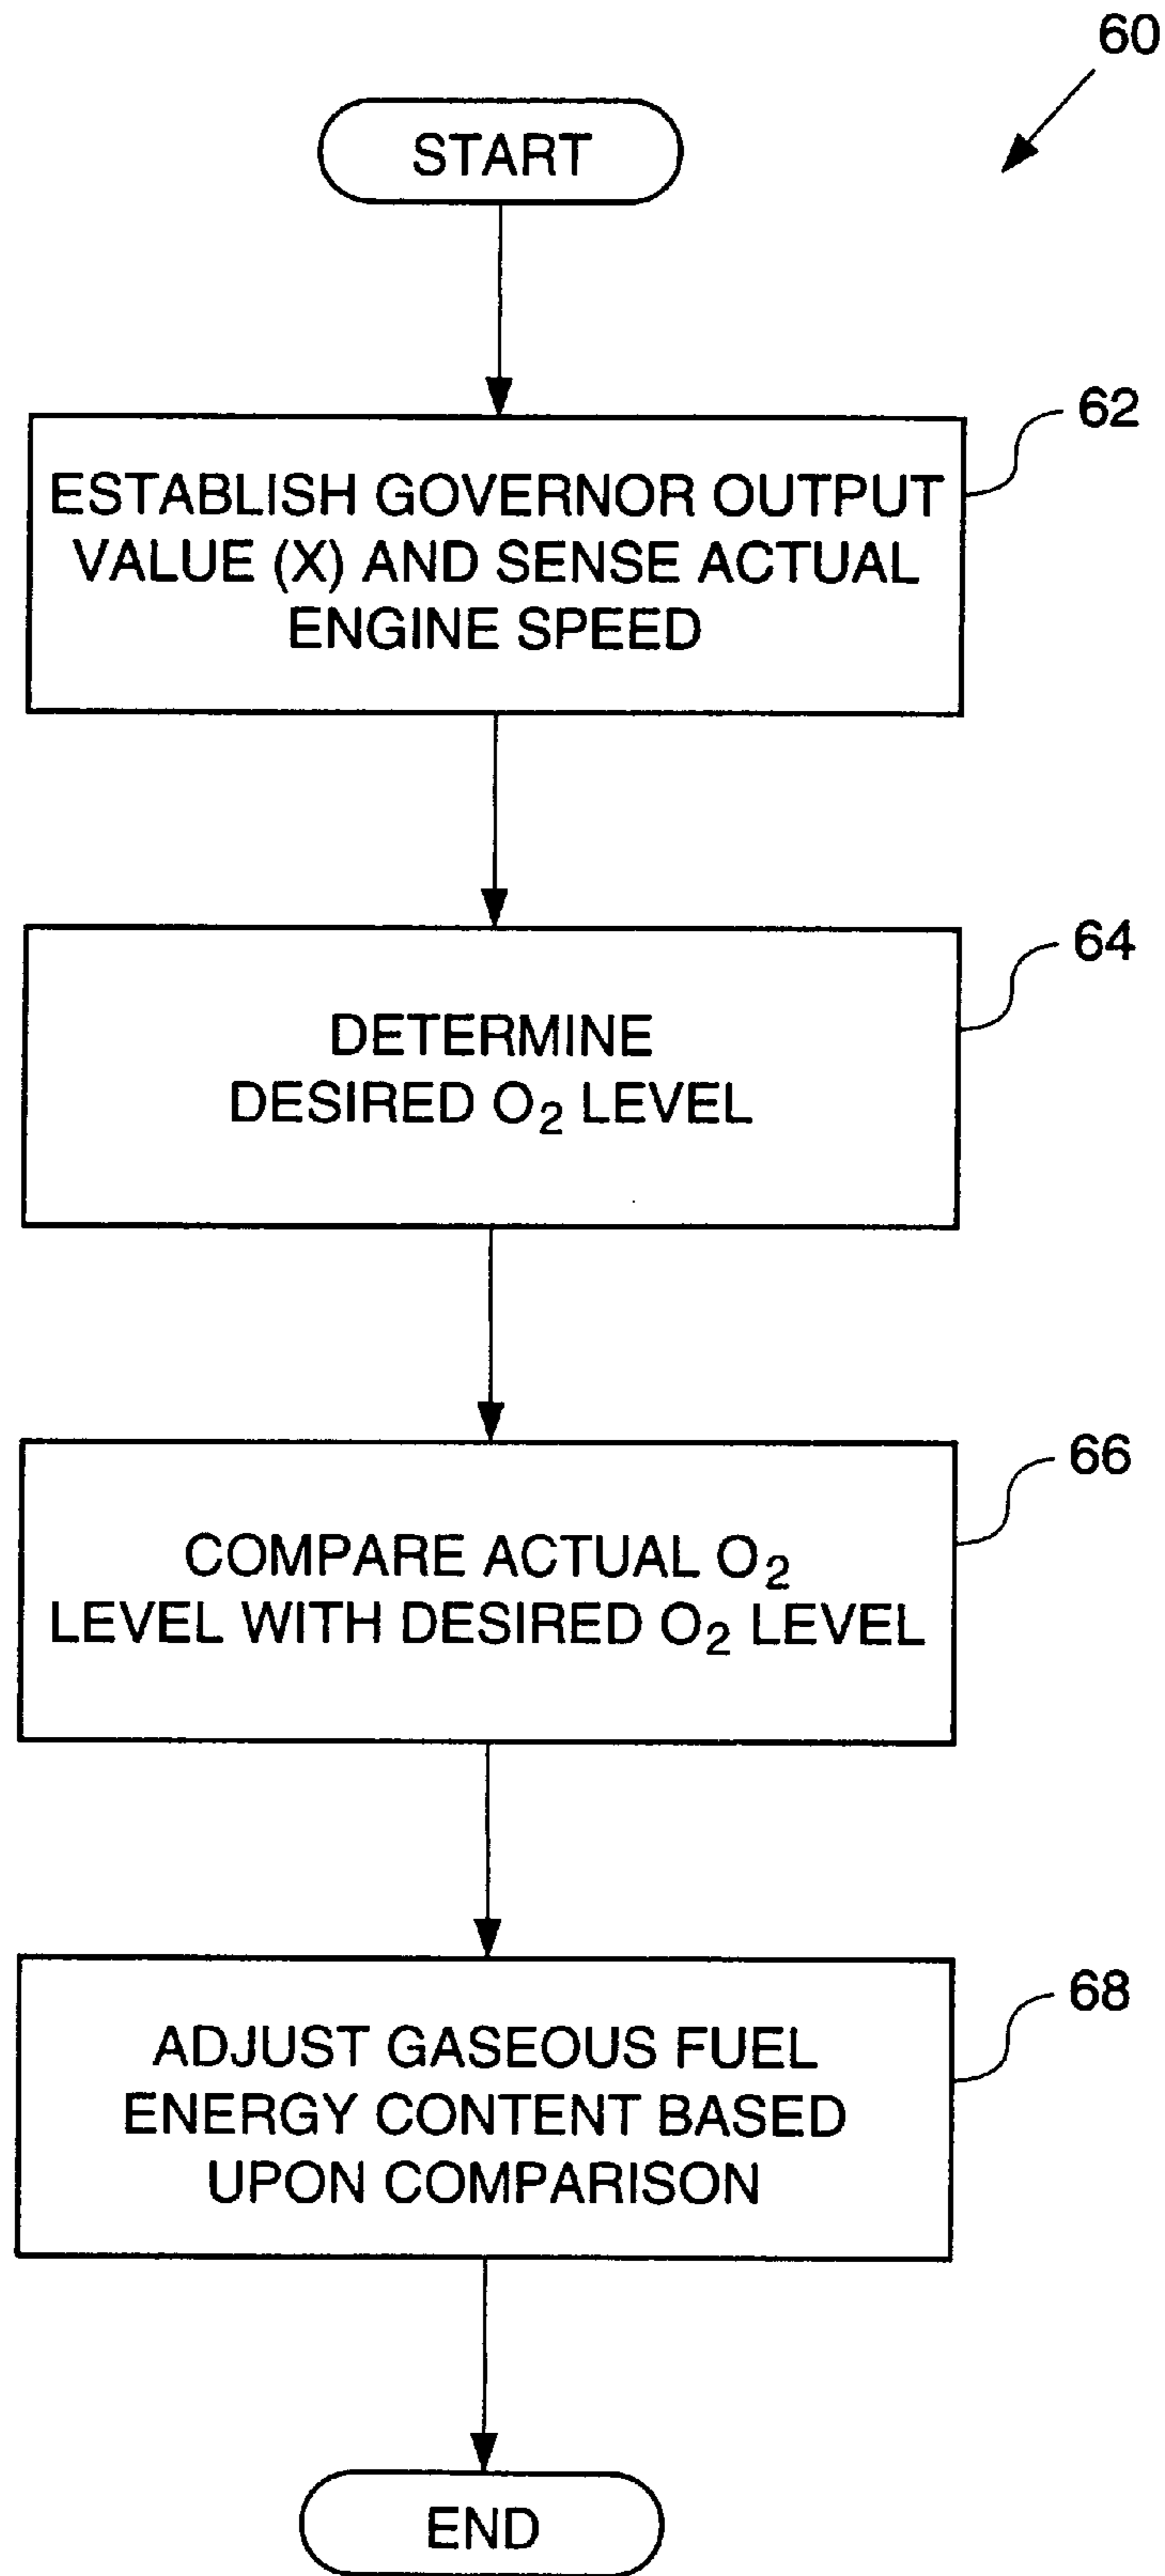 60
START
62
ESTABLISH GOVERNOR OUTPUT
VALUE (X) AND SENSE ACTUAL
ENGINE SPEED
64
DETERMINE
DESIRED O₂ LEVEL
66
COMPARE ACTUAL O₂
LEVEL WITH DESIRED O₂ LEVEL
68
ADJUST GASEOUS FUEL
ENERGY CONTENT BASED
UPON COMPARISON
END